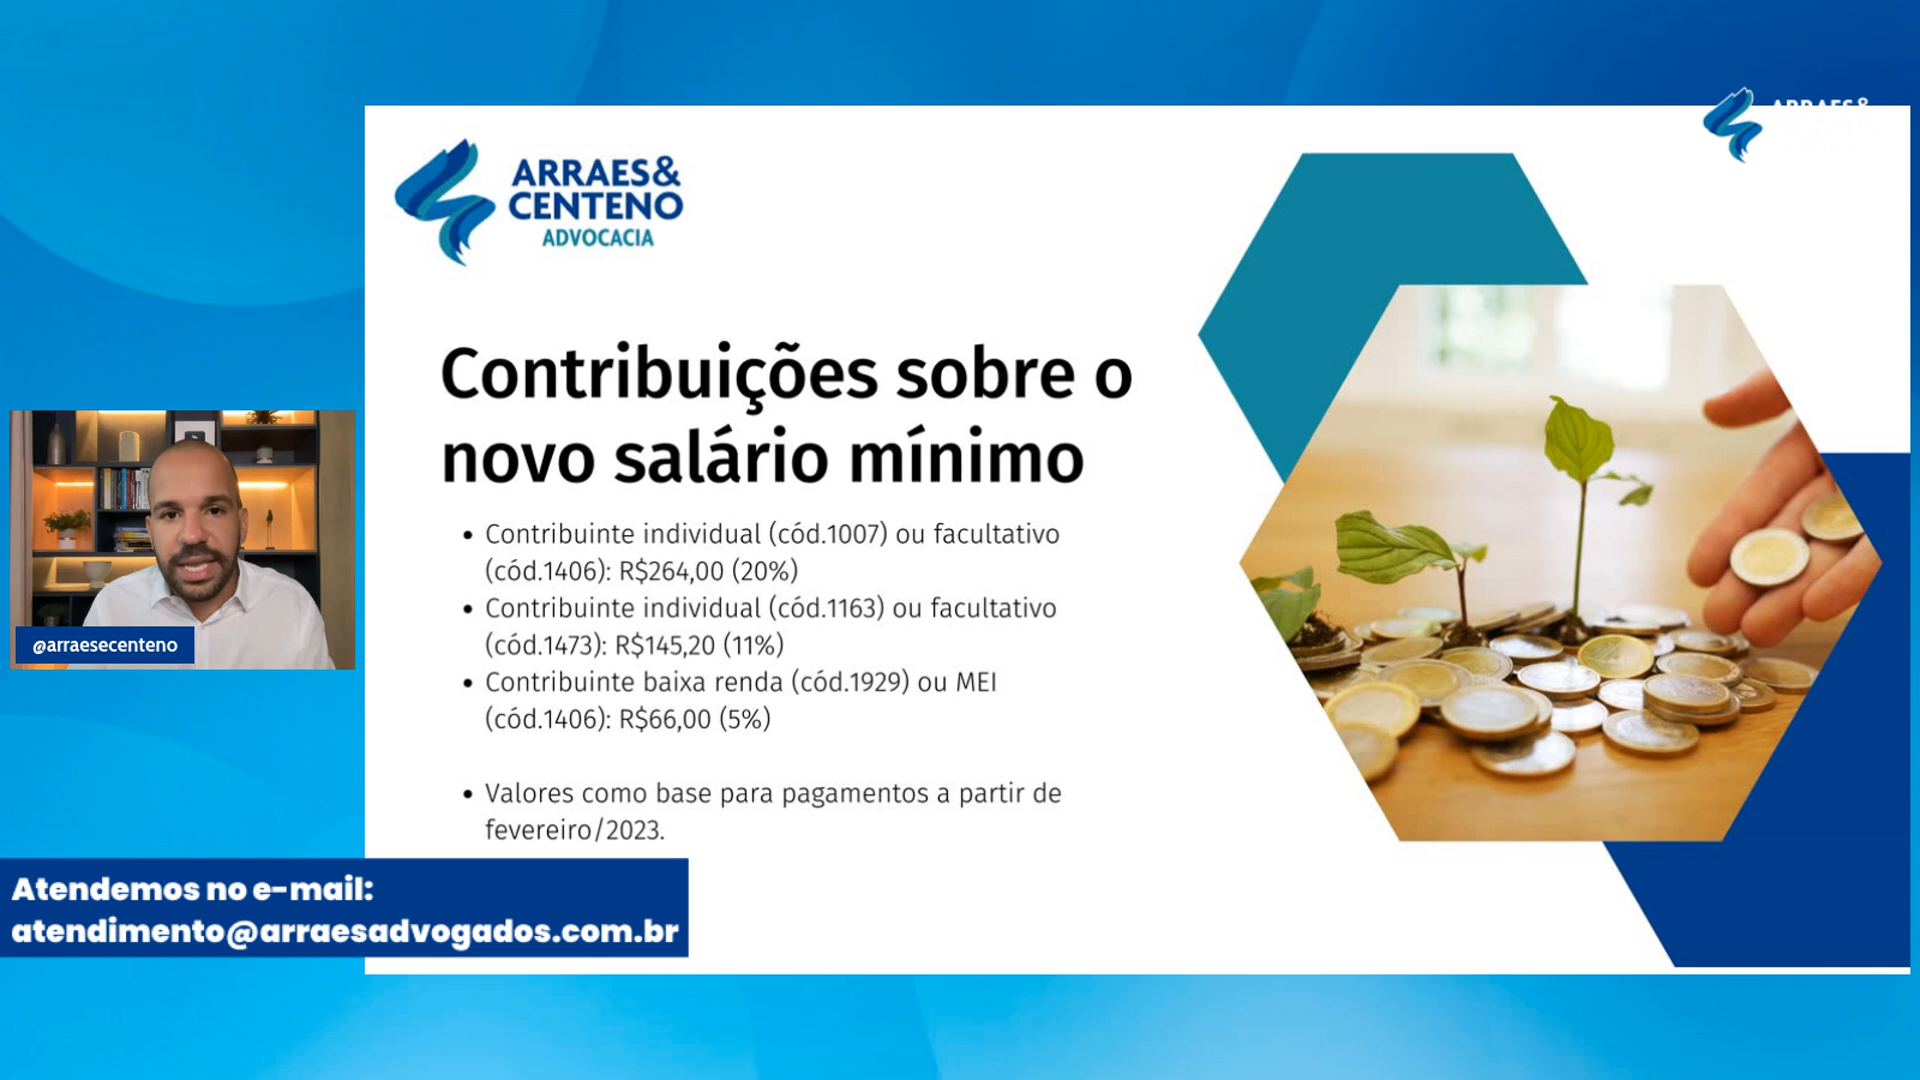 ARRAES&
ARRAES&
CENTENO
ADVOCACIA
Contribuições sobre o
novo salário mínimo
• Contribuinte individual (cód.1007) ou facultativo
(cód.1406): R$264,00 (20%)
• Contribuinte individual (cód.1163) ou facultativo
(cód.1473): R$145,20 (11%)
• Contribuinte baixa renda (cód.1929) ou MEI
(cód.1406): R$66,00 (5%)
• Valores como base para pagamentos a partir de
fevereiro/2023.
@arraesecenteno
Atendemos no e-mail:
atendimento@arraesadvogados.com.br